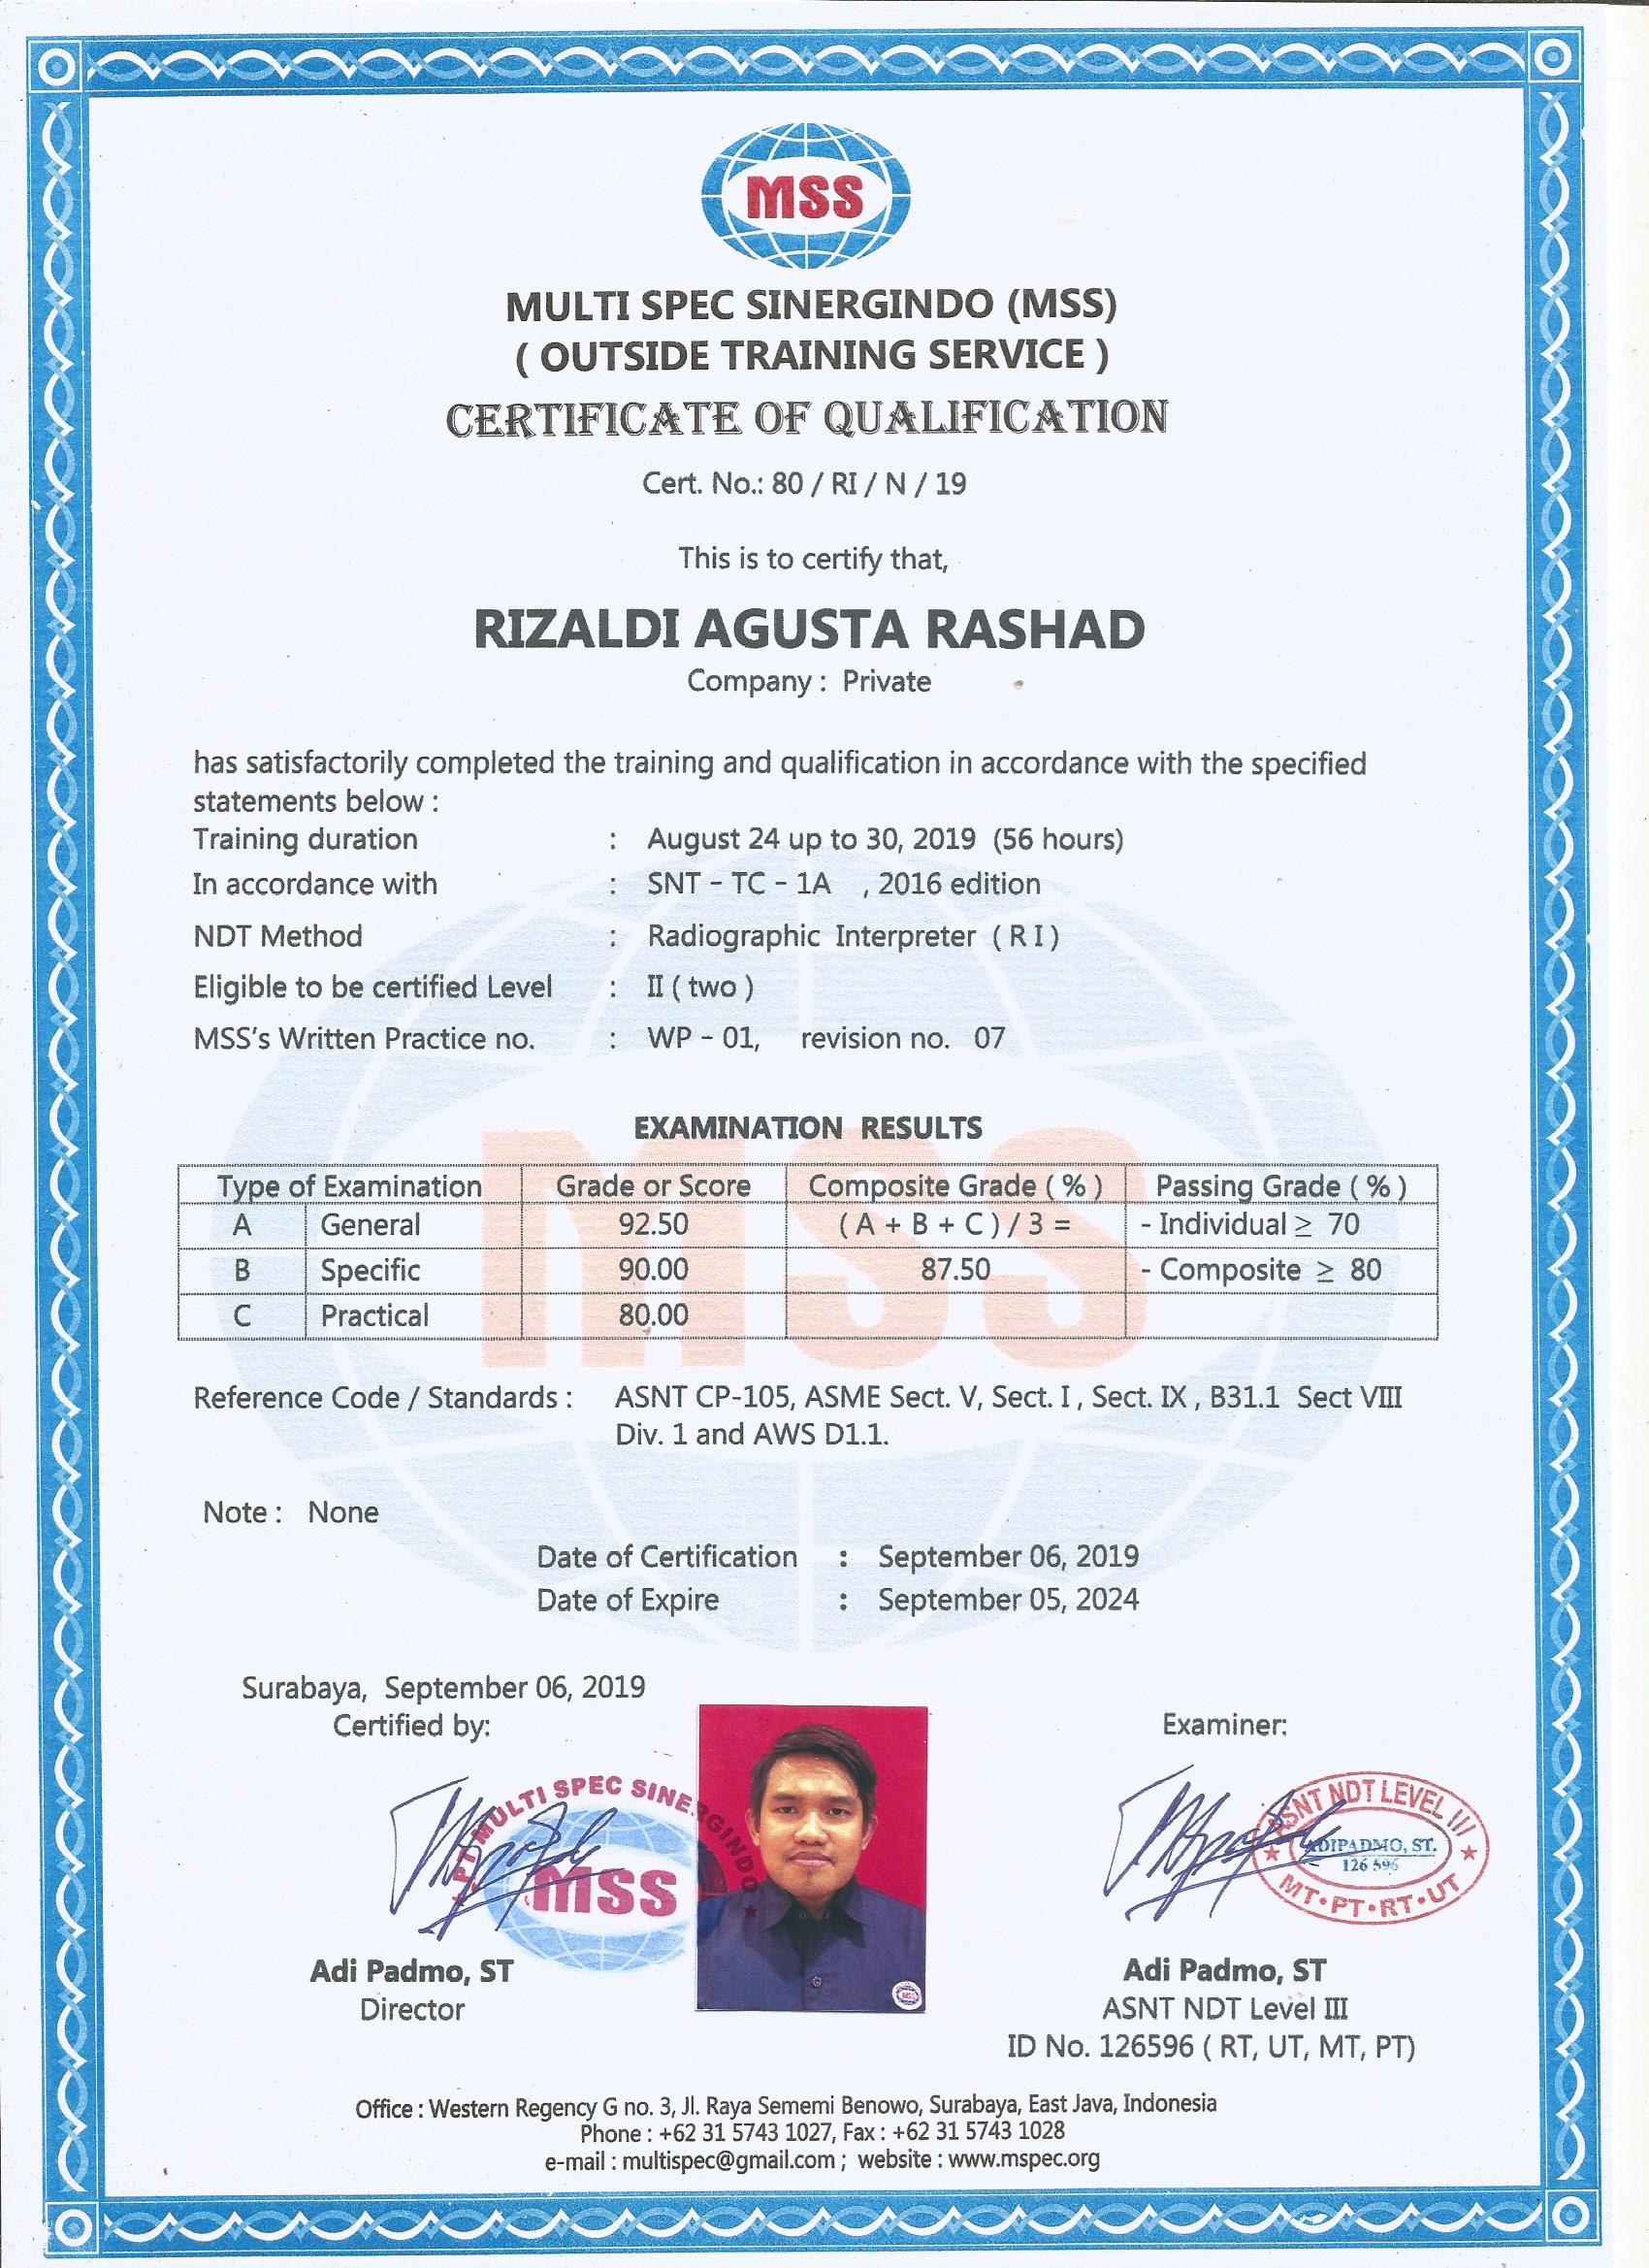 MSS
MULTI SPEC SINERGINDO (MSS)
( OUTSIDE TRAINING SERVICE )
CERTIFICATE OF QUALIFICATION
Cert. No.: 80 / RI / N / 19
This is to certify that,
RIZALDI AGUSTA RASHAD
Company : Private
has satisfactorily completed the training and qualification in accordance with the specified
statements below :
Training duration : August 24 up to 30, 2019 (56 hours)
In accordance with : SNT - TC - 1A , 2016 edition
NDT Method : Radiographic Interpreter ( R I )
Eligible to be certified Level : II ( two )
MSS's Written Practice no. : WP - 01, revision no. 07
MSS
EXAMINATION RESULTS
Type of Examination Grade or Score Composite Grade ( % ) Passing Grade ( % )
A General 92.50 ( A + B + C ) / 3 = - Individual ≥ 70
B Specific 90.00 87.50 - Composite ≥ 80
C Practical 80.00
Reference Code / Standards : ASNT CP-105, ASME Sect. V, Sect. I , Sect. IX , B31.1 Sect VIII
Div. 1 and AWS D1.1.
Note : None
Date of Certification : September 06, 2019
Date of Expire : September 05, 2024
Surabaya, September 06, 2019
Certified by: Examiner:
PT MULTI SPEC SINERGINDO
MSS
MSS
ASNT NDT LEVEL III
ADIPADMO, ST.
126 596
MT • PT • RT • UT
Adi Padmo, ST Adi Padmo, ST
Director ASNT NDT Level III
ID No. 126596 ( RT, UT, MT, PT)
Office : Western Regency G no. 3, Jl. Raya Sememi Benowo, Surabaya, East Java, Indonesia
Phone : +62 31 5743 1027, Fax : +62 31 5743 1028
e-mail : multispec@gmail.com ; website : www.mspec.org